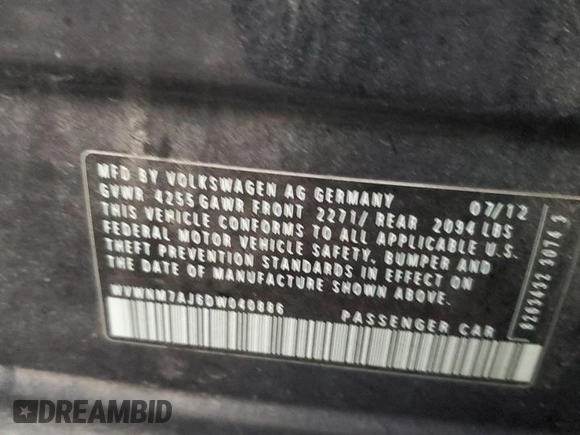 MFD BY VOLKSWAGEN AG GERMANY 07/12
GVWR 4255 GAWR FRONT 2271/ REAR 2094 LBS
THIS VEHICLE CONFORMS TO ALL APPLICABLE U.S.
FEDERAL MOTOR VEHICLE SAFETY, BUMPER AND
THEFT PREVENTION STANDARDS IN EFFECT ON
THE DATE OF MANUFACTURE SHOWN ABOVE
WVWNM7AJ6DW040886 PASSENGER CAR
DREAMBID